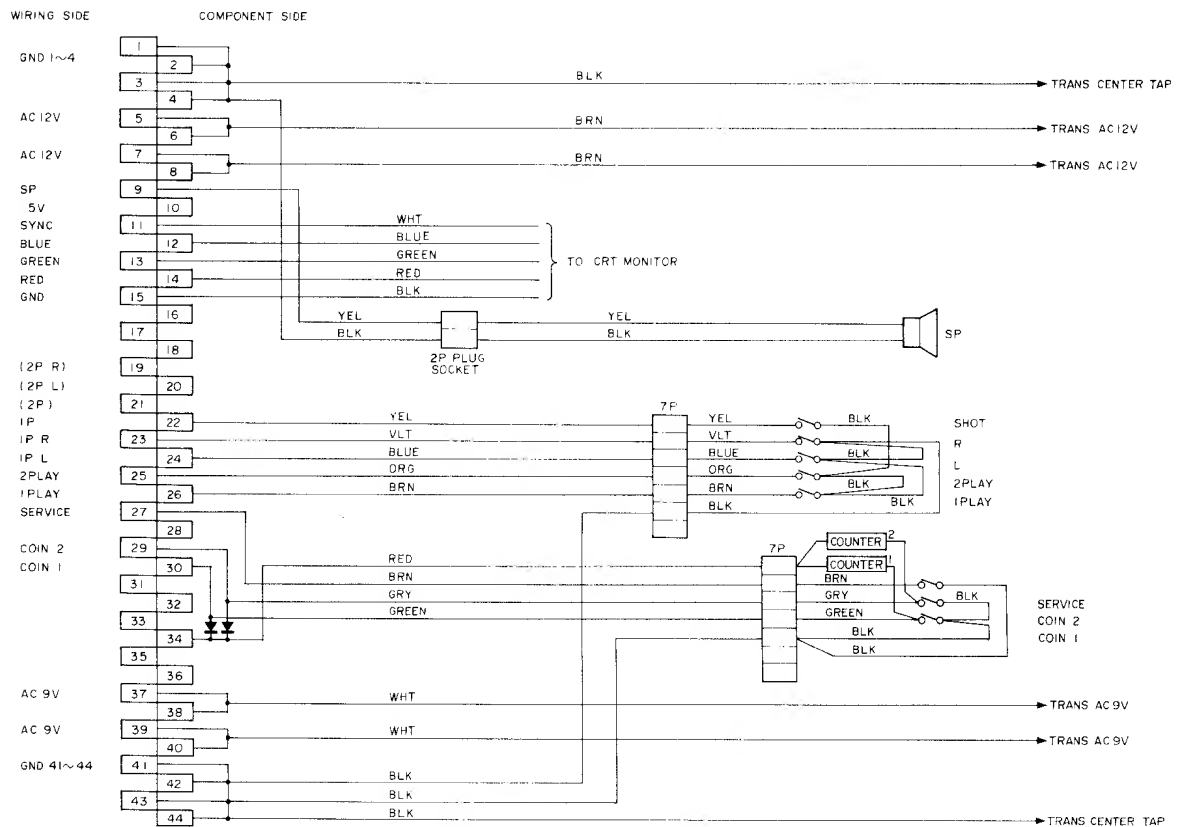 WIRING SIDE COMPONENT SIDE
1
GND 1~4 2
3 BLK TRANS CENTER TAP
4
AC 12V 5 BRN TRANS AC 12V
6
AC 12V 7 BRN TRANS AC 12V
8
SP 9
5V 10
SYNC 11 WHT
BLUE 12 BLUE
GREEN 13 GREEN TO CRT MONITOR
RED 14 RED
GND 15 BLK
16 YEL YEL
17 BLK BLK SP
18 2P PLUG
SOCKET
(2P R) 19
(2P L) 20
(2P) 21 7P
1P 22 YEL YEL BLK SHOT
1P R 23 VLT VLT R
1P L 24 BLUE BLUE BLK L
2PLAY 25 ORG ORG BLK 2PLAY
1PLAY 26 BRN BRN BLK 1PLAY
SERVICE 27 BLK
28
COIN 2 29 7P COUNTER 2
COIN 1 30 RED COUNTER 1
31 BRN BRN
32 GRY GRY BLK SERVICE
33 GREEN GREEN COIN 2
34 BLK COIN 1
35 BLK
36
AC 9V 37 WHT TRANS AC 9V
38
AC 9V 39 WHT TRANS AC 9V
40
GND 41~44 41
42 BLK
43 BLK
44 BLK TRANS CENTER TAP